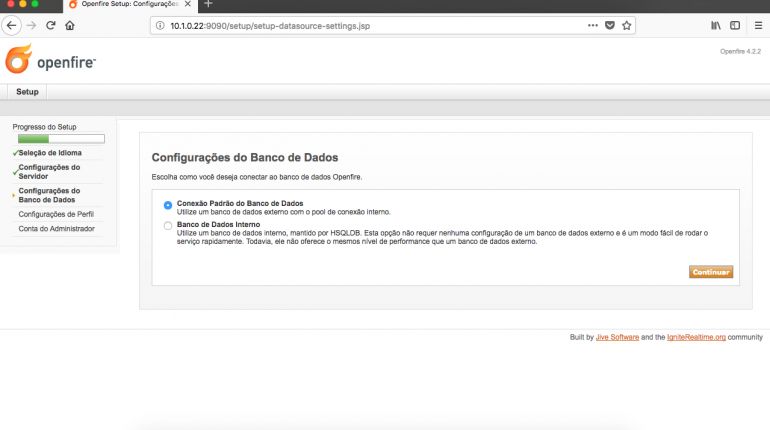 Openfire Setup: Configurações
10.1.0.22:9090/setup/setup-datasource-settings.jsp
openfire
Openfire 4.2.2
Setup
Progresso do Setup
Seleção de Idioma
Configurações do
Servidor
Configurações do
Banco de Dados
Configurações de Perfil
Conta do Administrador
Configurações do Banco de Dados
Escolha como você deseja conectar ao banco de dados Openfire.
Conexão Padrão do Banco de Dados
Utilize um banco de dados externo com o pool de conexão interno.
Banco de Dados Interno
Utilize um banco de dados interno, mantido por HSQLDB. Esta opção não requer nenhuma configuração de um banco de dados externo e é um modo fácil de rodar o
serviço rapidamente. Todavia, ele não oferece o mesmos nível de performance que um banco de dados externo.
Continuar
Built by Jive Software and the IgniteRealtime.org community